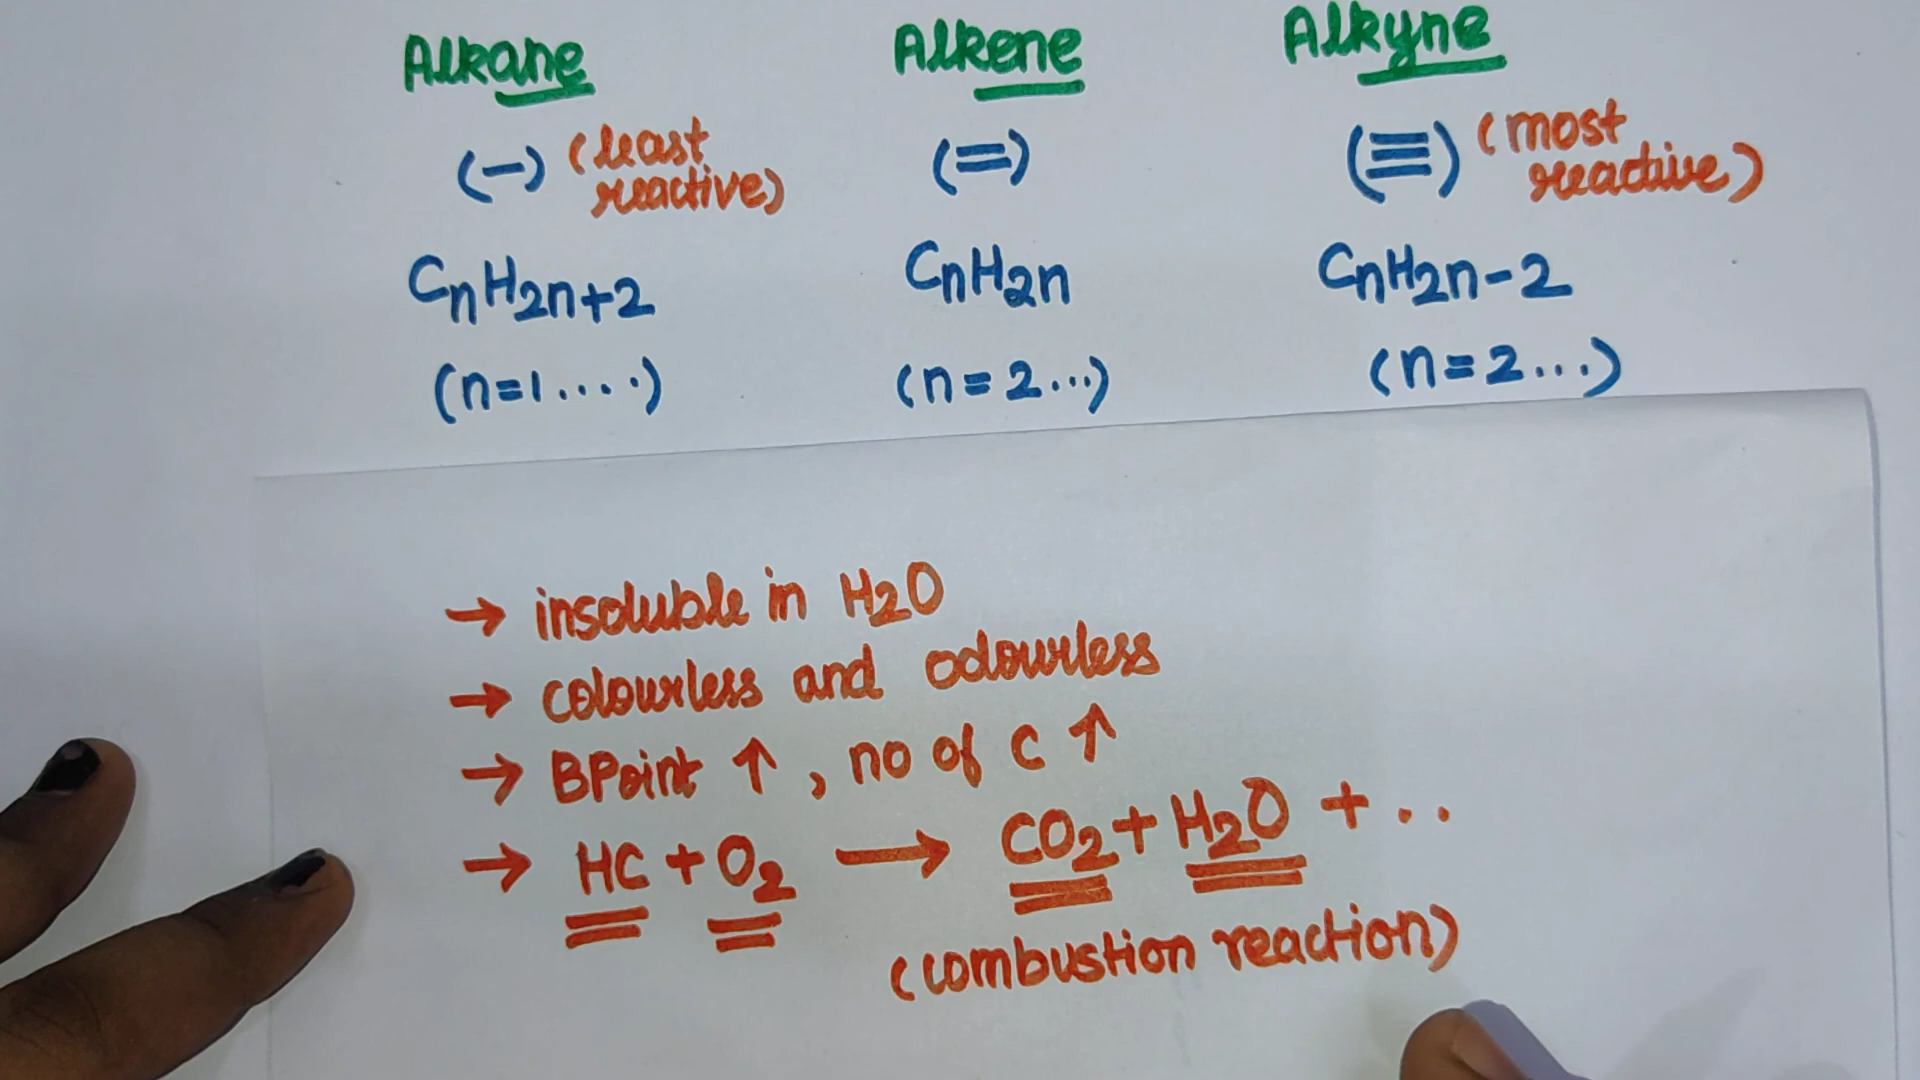 Alkane Alkene Alkyne
(-) (least reactive) (=) (≡) (most reactive)
CnH2n+2 CnH2n CnH2n-2
(n=1....) (n=2...) (n=2...)
→ insoluble in H2O
→ colourless and odourless
→ BPoint ↑, no of C ↑
→ HC + O2 → CO2 + H2O + ..
(combustion reaction)